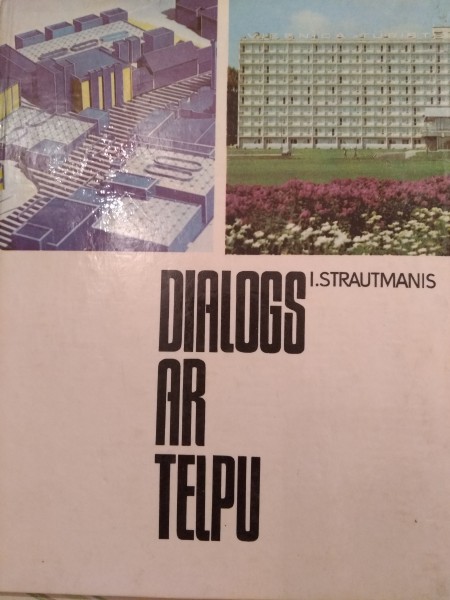 I.STRAUTMANIS
DIALOGS
AR
TELPU